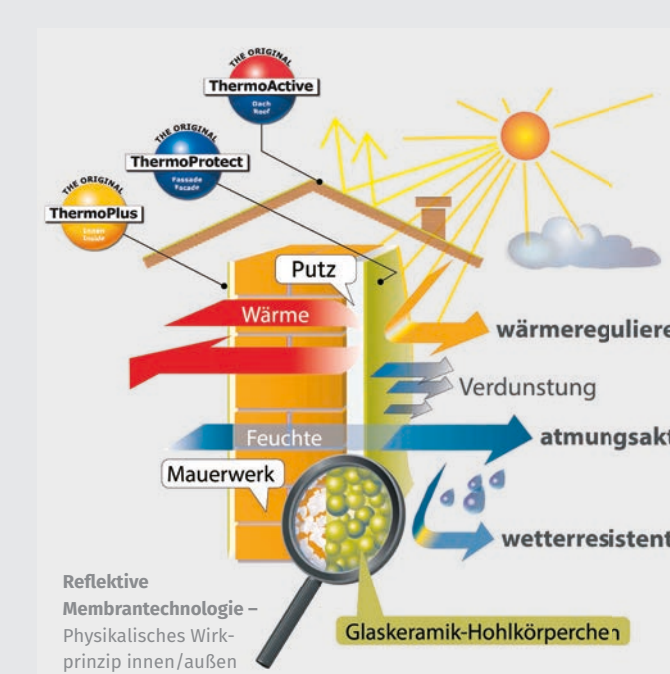 THE ORIGINAL
ThermoActive
Dach
Roof
THE ORIGINAL
ThermoProtect
Fassade
Facade
THE ORIGINAL
ThermoPlus
Innen
Inside
Putz
Wärme
wärmereguliere
Verdunstung
Feuchte
atmungsakt
Mauerwerk
wetterresistent
Reflektive
Membrantechnologie –
Physikalisches Wirk-
prinzip innen/außen
Glaskeramik-Hohlkörperchen